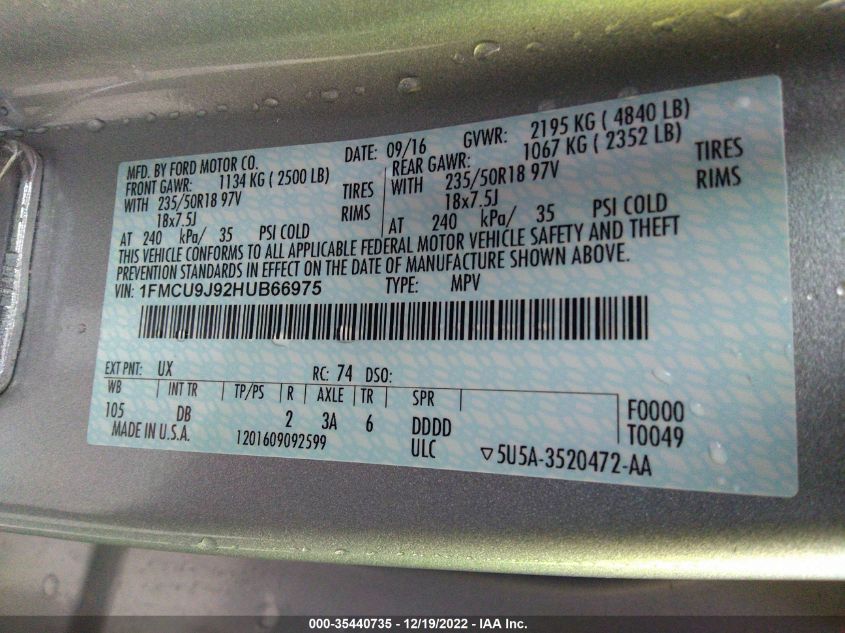 MFD. BY FORD MOTOR CO. DATE: 09/16 GVWR: 2195 KG ( 4840 LB)
FRONT GAWR: 1134 KG ( 2500 LB) REAR GAWR: 1067 KG ( 2352 LB)
WITH 235/50R18 97V TIRES WITH 235/50R18 97V TIRES
18x7.5J RIMS 18x7.5J RIMS
AT 240 kPa/ 35 PSI COLD AT 240 kPa/ 35 PSI COLD
THIS VEHICLE CONFORMS TO ALL APPLICABLE FEDERAL MOTOR VEHICLE SAFETY AND THEFT
PREVENTION STANDARDS IN EFFECT ON THE DATE OF MANUFACTURE SHOWN ABOVE.
VIN: 1FMCU9J92HUB66975 TYPE: MPV
EXT PNT: UX RC: 74 DSO:
WB INT TR TP/PS R AXLE TR SPR
105 DB 2 3A 6 DDDD F0000
MADE IN U.S.A. 1201609092599 ULC T0049
▽5U5A-3520472-AA
000-35440735 - 12/19/2022 - IAA Inc.